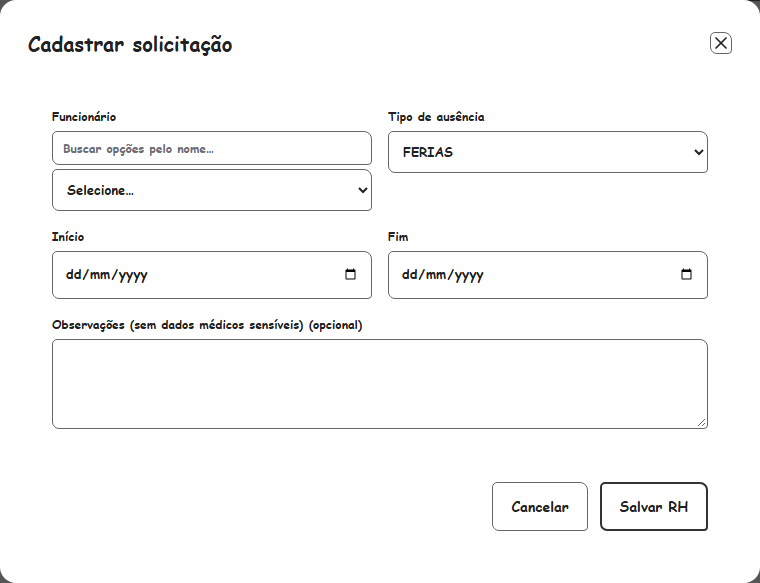 Cadastrar solicitação
Funcionário
Buscar opções pelo nome...
Selecione...
Tipo de ausência
FERIAS
Início
dd/mm/yyyy
Fim
dd/mm/yyyy
Observações (sem dados médicos sensíveis) (opcional)
Cancelar
Salvar RH